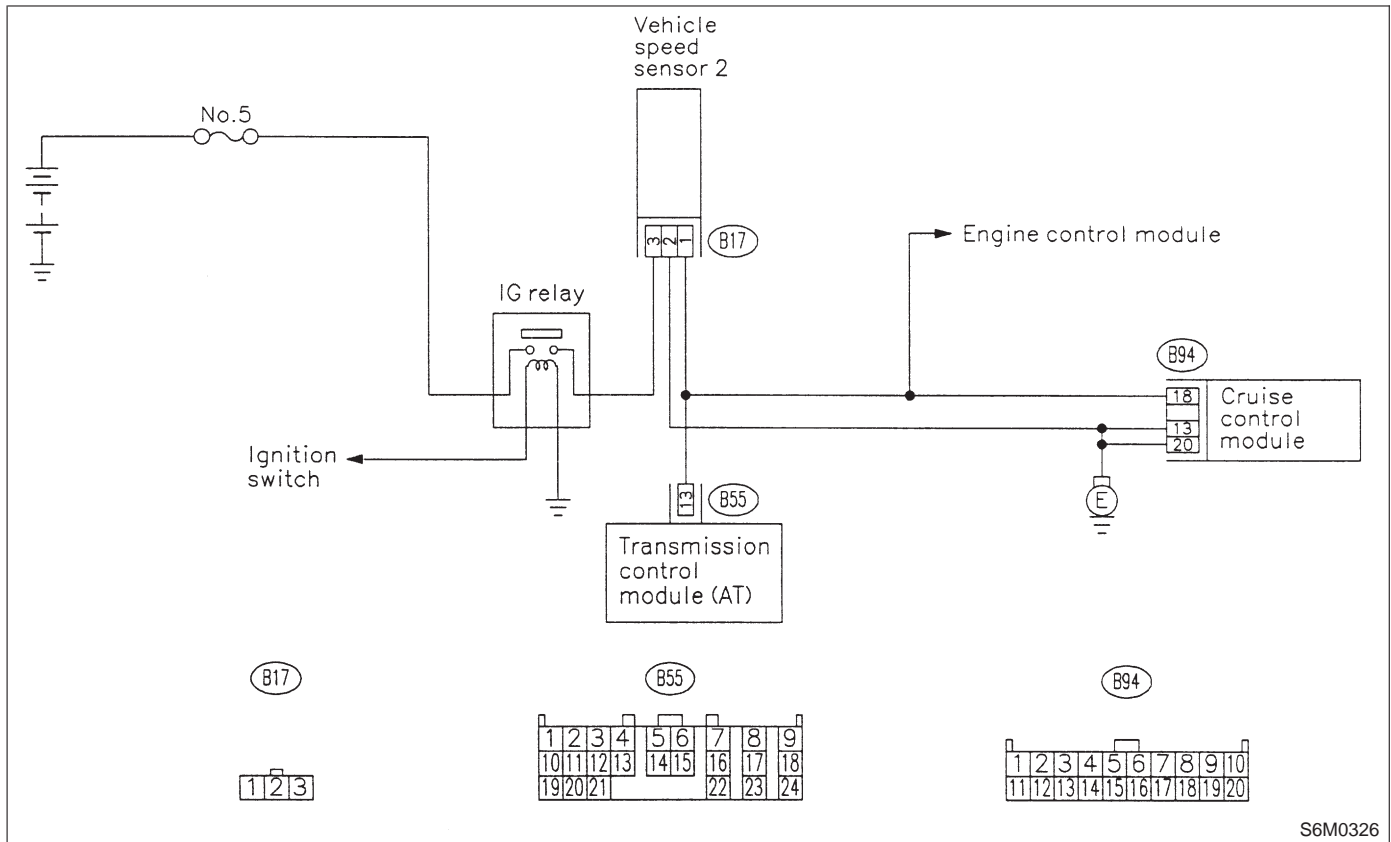 Vehicle
speed
sensor 2
No.5
3 2 1
B17
Engine control module
IG relay
B94
18
13
20
Cruise
control
module
Ignition
switch
13
B55
E
Transmission
control
module (AT)
B17
B55
B94
1 2 3
1 2 3 4 5 6 7 8 9
10 11 12 13 14 15 16 17 18
19 20 21 22 23 24
1 2 3 4 5 6 7 8 9 10
11 12 13 14 15 16 17 18 19 20
S6M0326